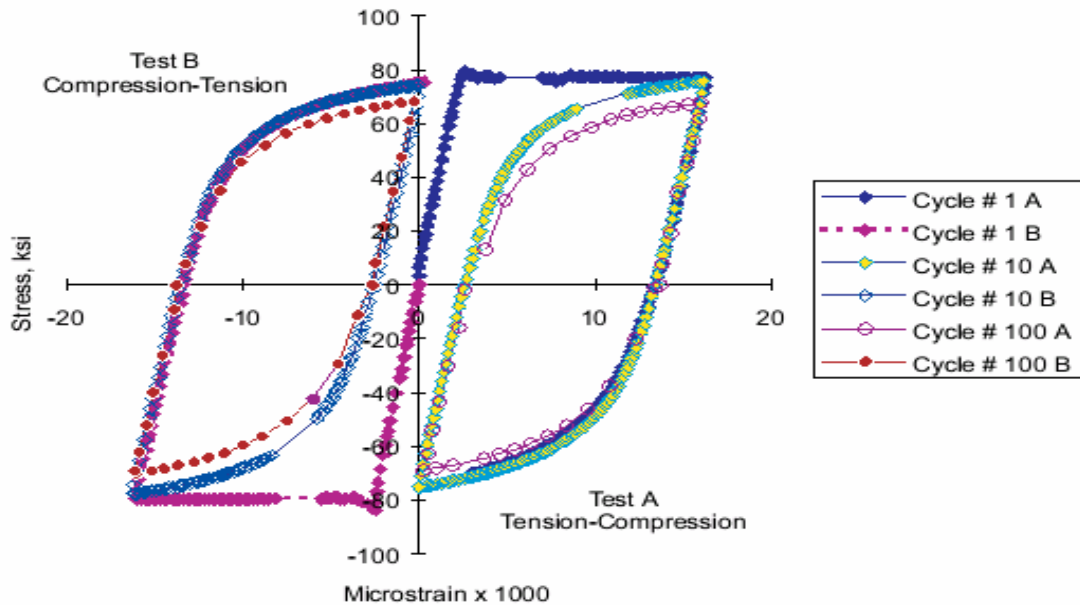 Test B
Compression-Tension
100
80
60
40
20
0
-20
-40
-60
-80
-100
-20
-10
0
10
20
Stress, ksi
Microstrain x 1000
Test A
Tension-Compression
Cycle # 1 A
Cycle # 1 B
Cycle # 10 A
Cycle # 10 B
Cycle # 100 A
Cycle # 100 B